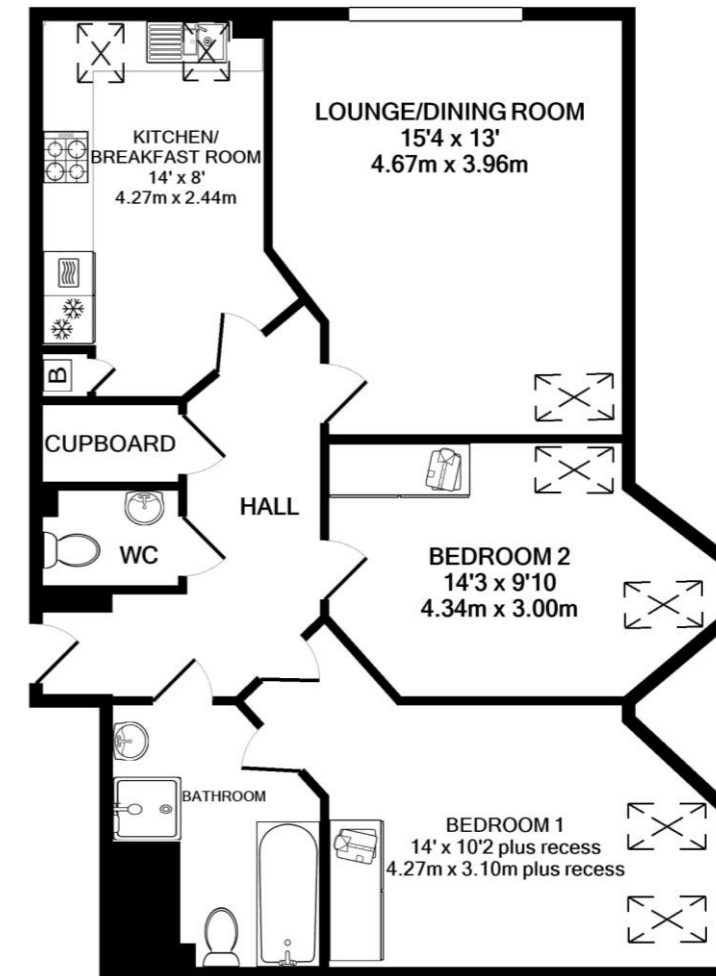 KITCHEN/
BREAKFAST ROOM
14' x 8'
4.27m x 2.44m
LOUNGE/DINING ROOM
15'4 x 13'
4.67m x 3.96m
B
CUPBOARD
HALL
WC
BEDROOM 2
14'3 x 9'10
4.34m x 3.00m
BATHROOM
BEDROOM 1
14' x 10'2 plus recess
4.27m x 3.10m plus recess